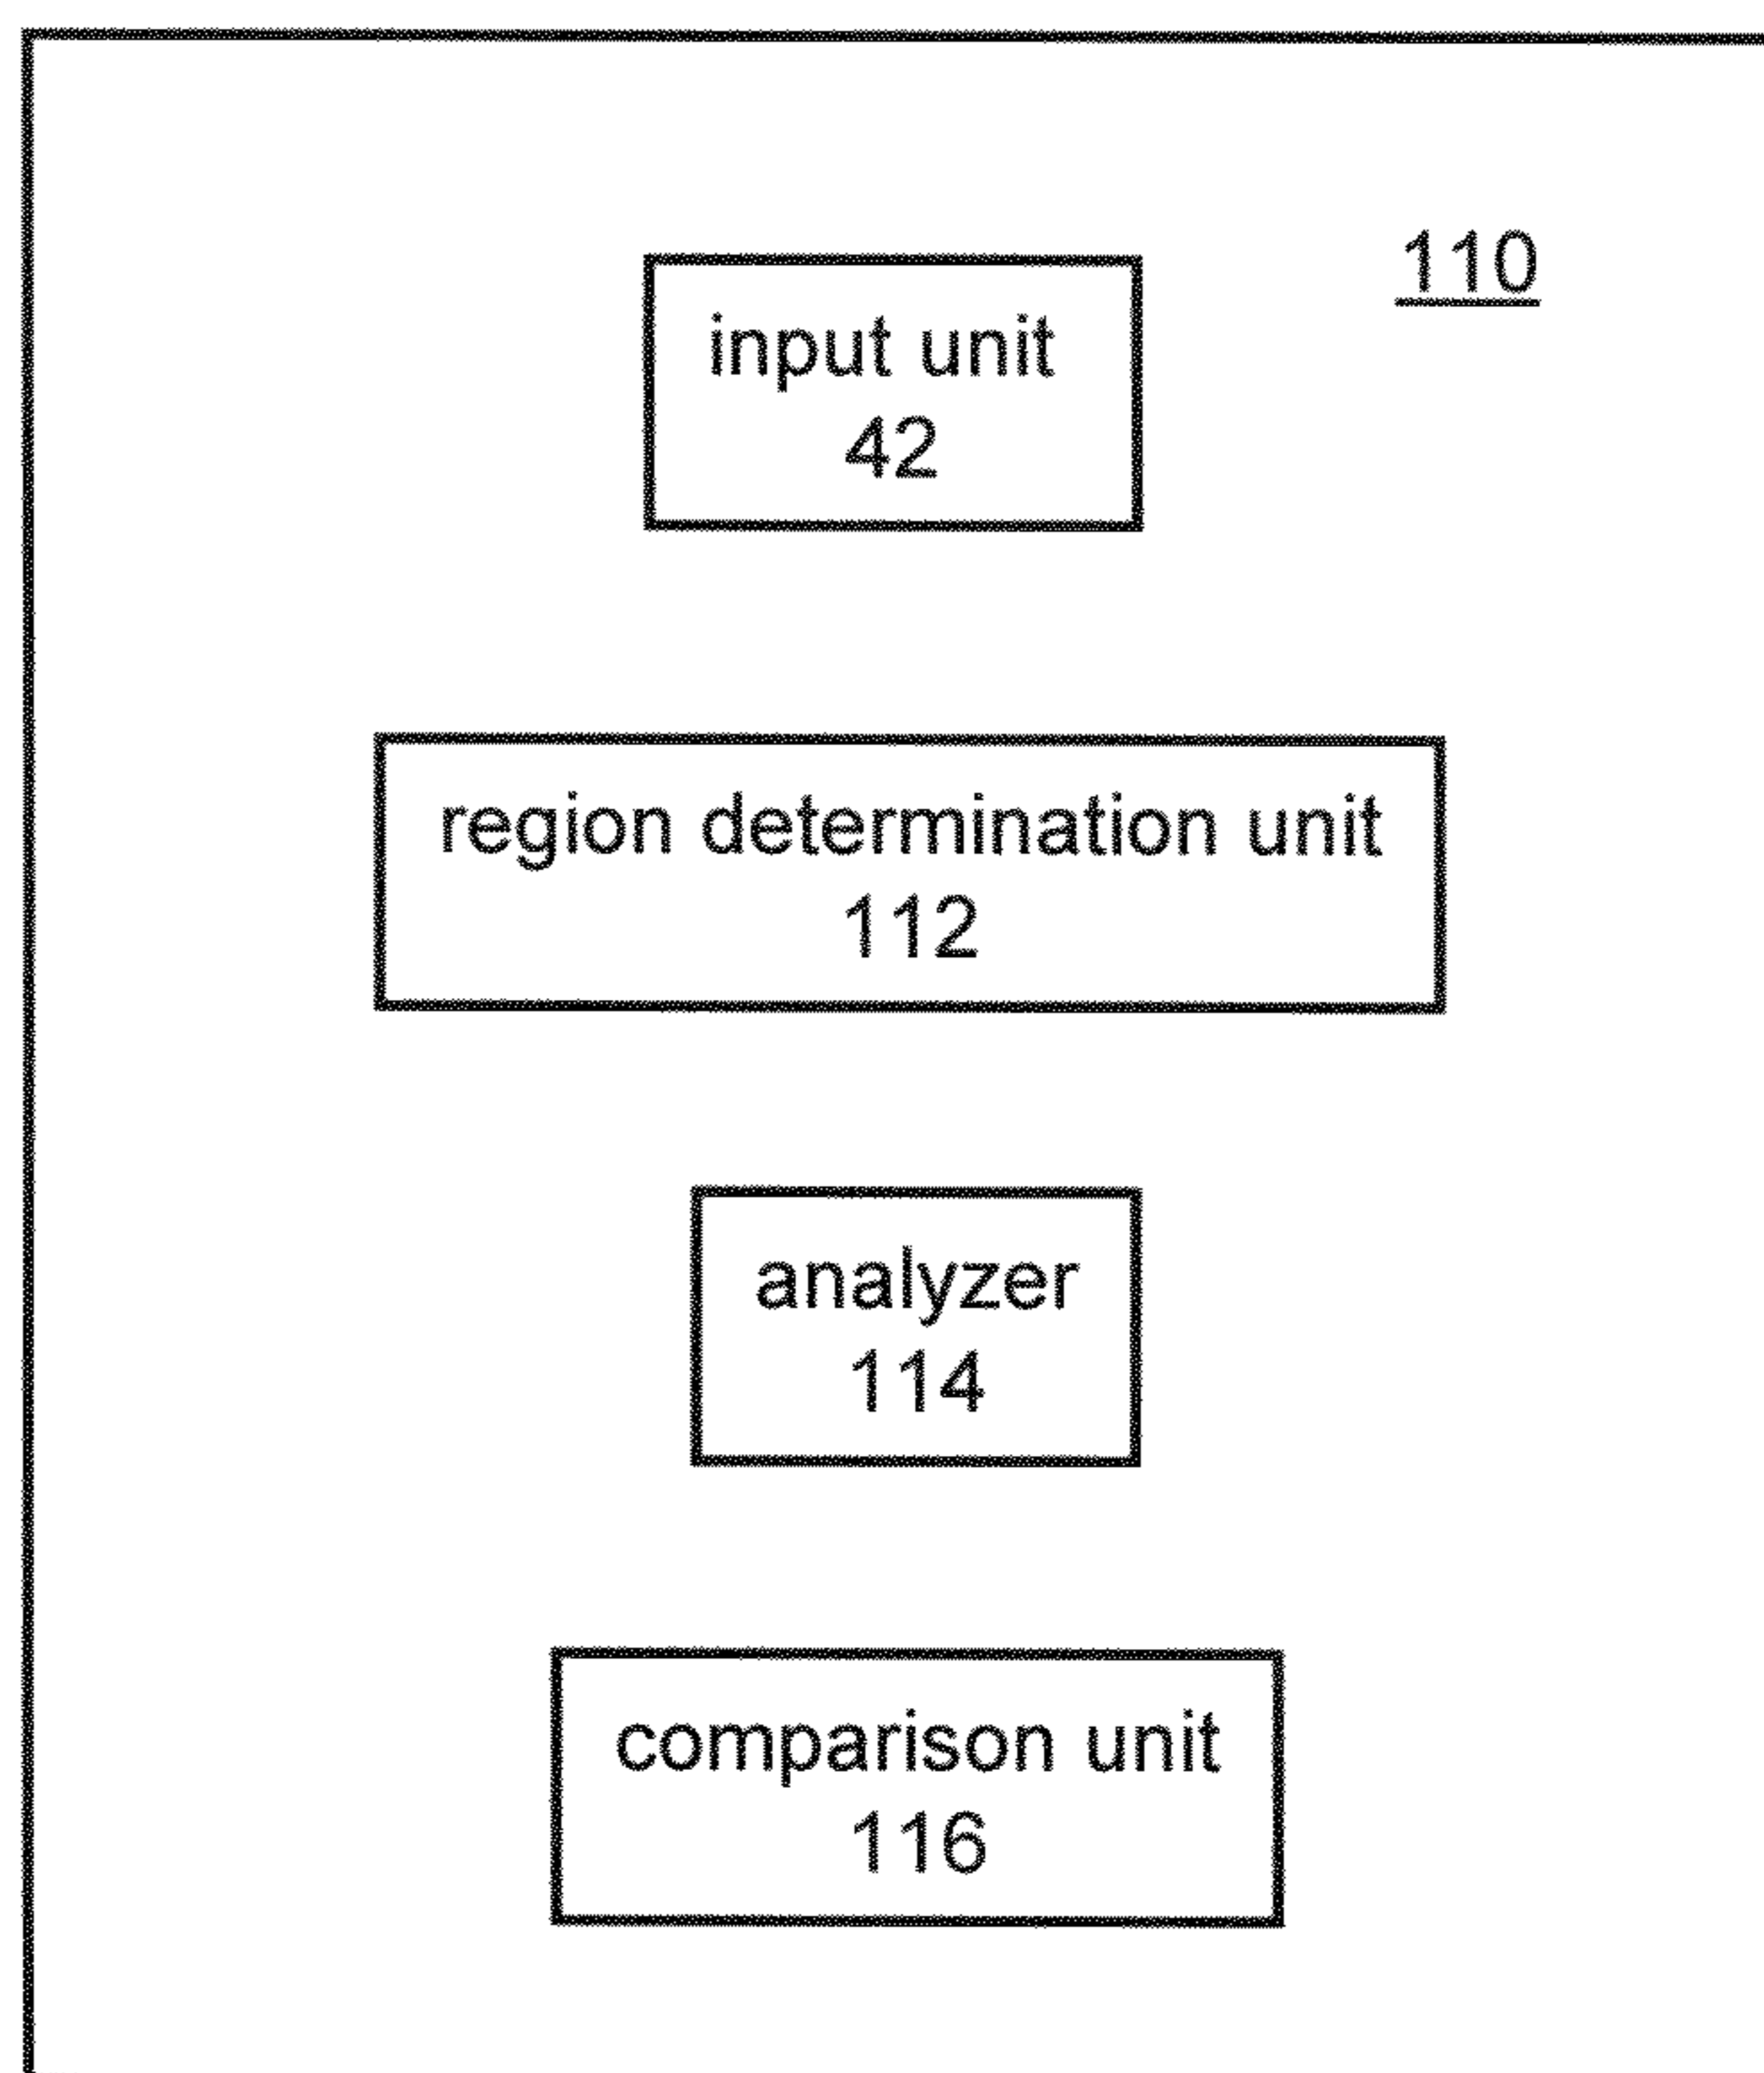 110
input unit
42
region determination unit
112
analyzer
114
comparison unit
116